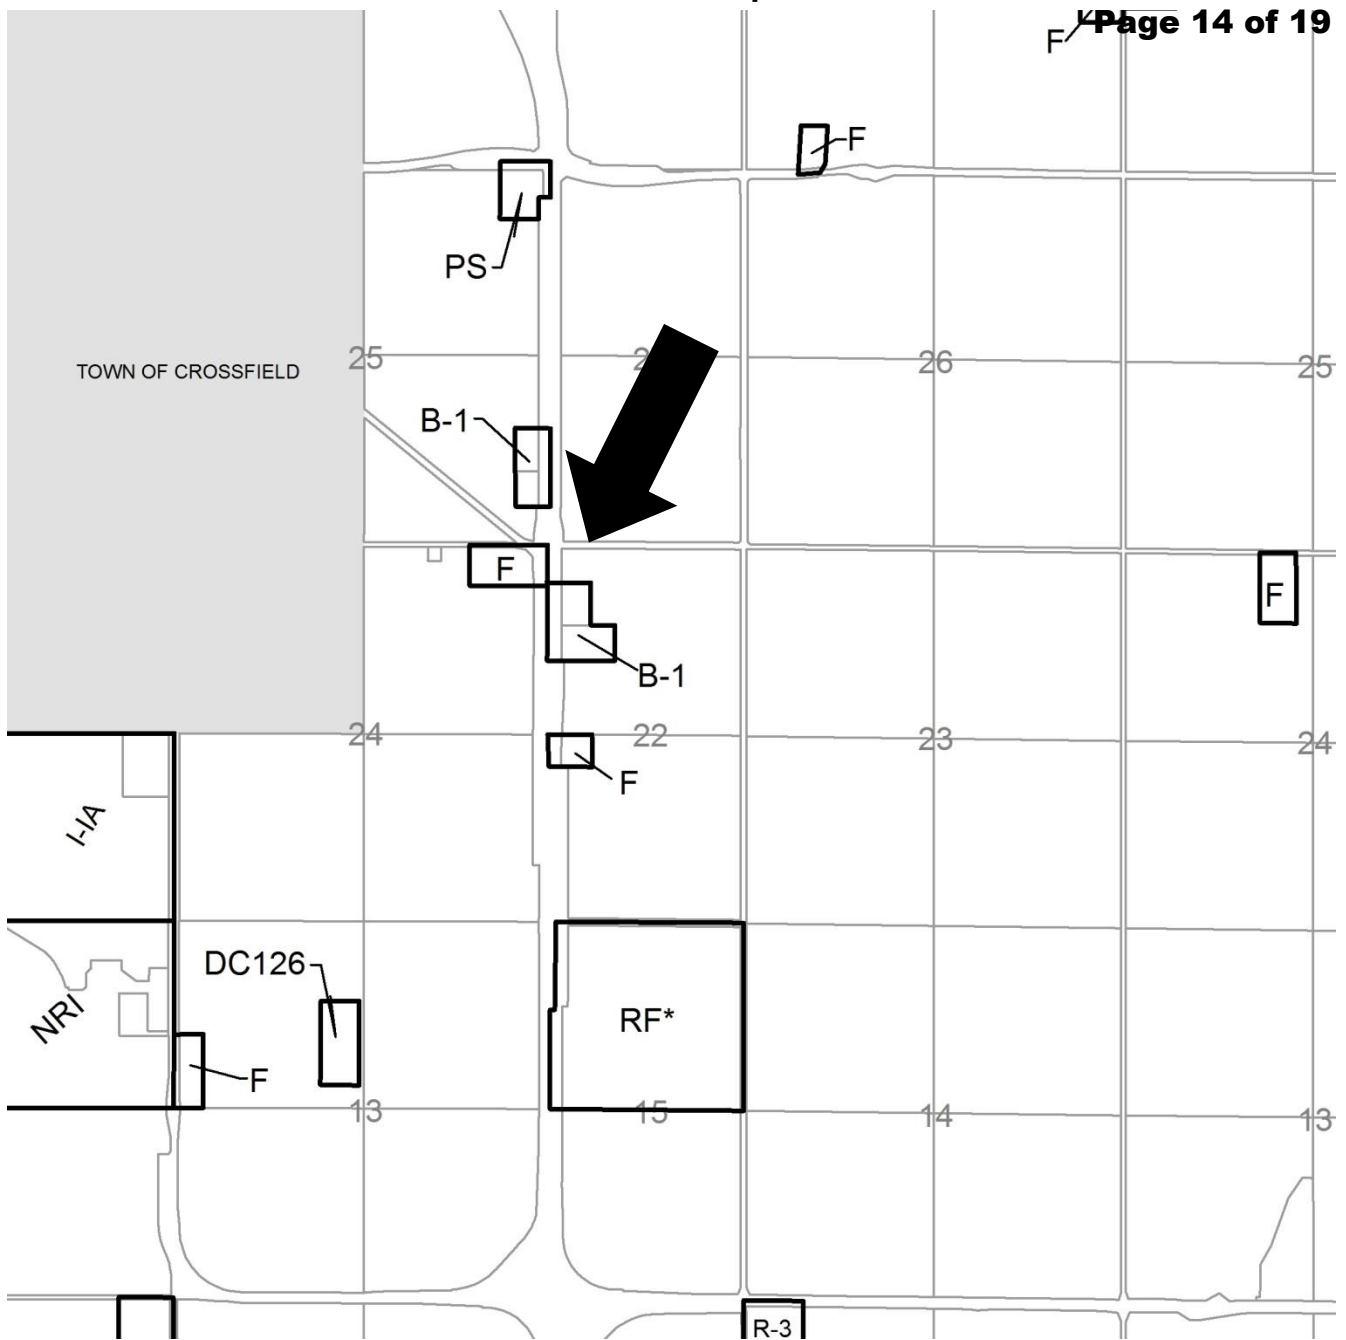 Page 14 of 19
F
F
PS
TOWN OF CROSSFIELD
25
26
25
B-1
F
F
B-1
24
22
23
24
F
I-IA
DC126
NRI
RF*
F
13
15
14
13
R-3